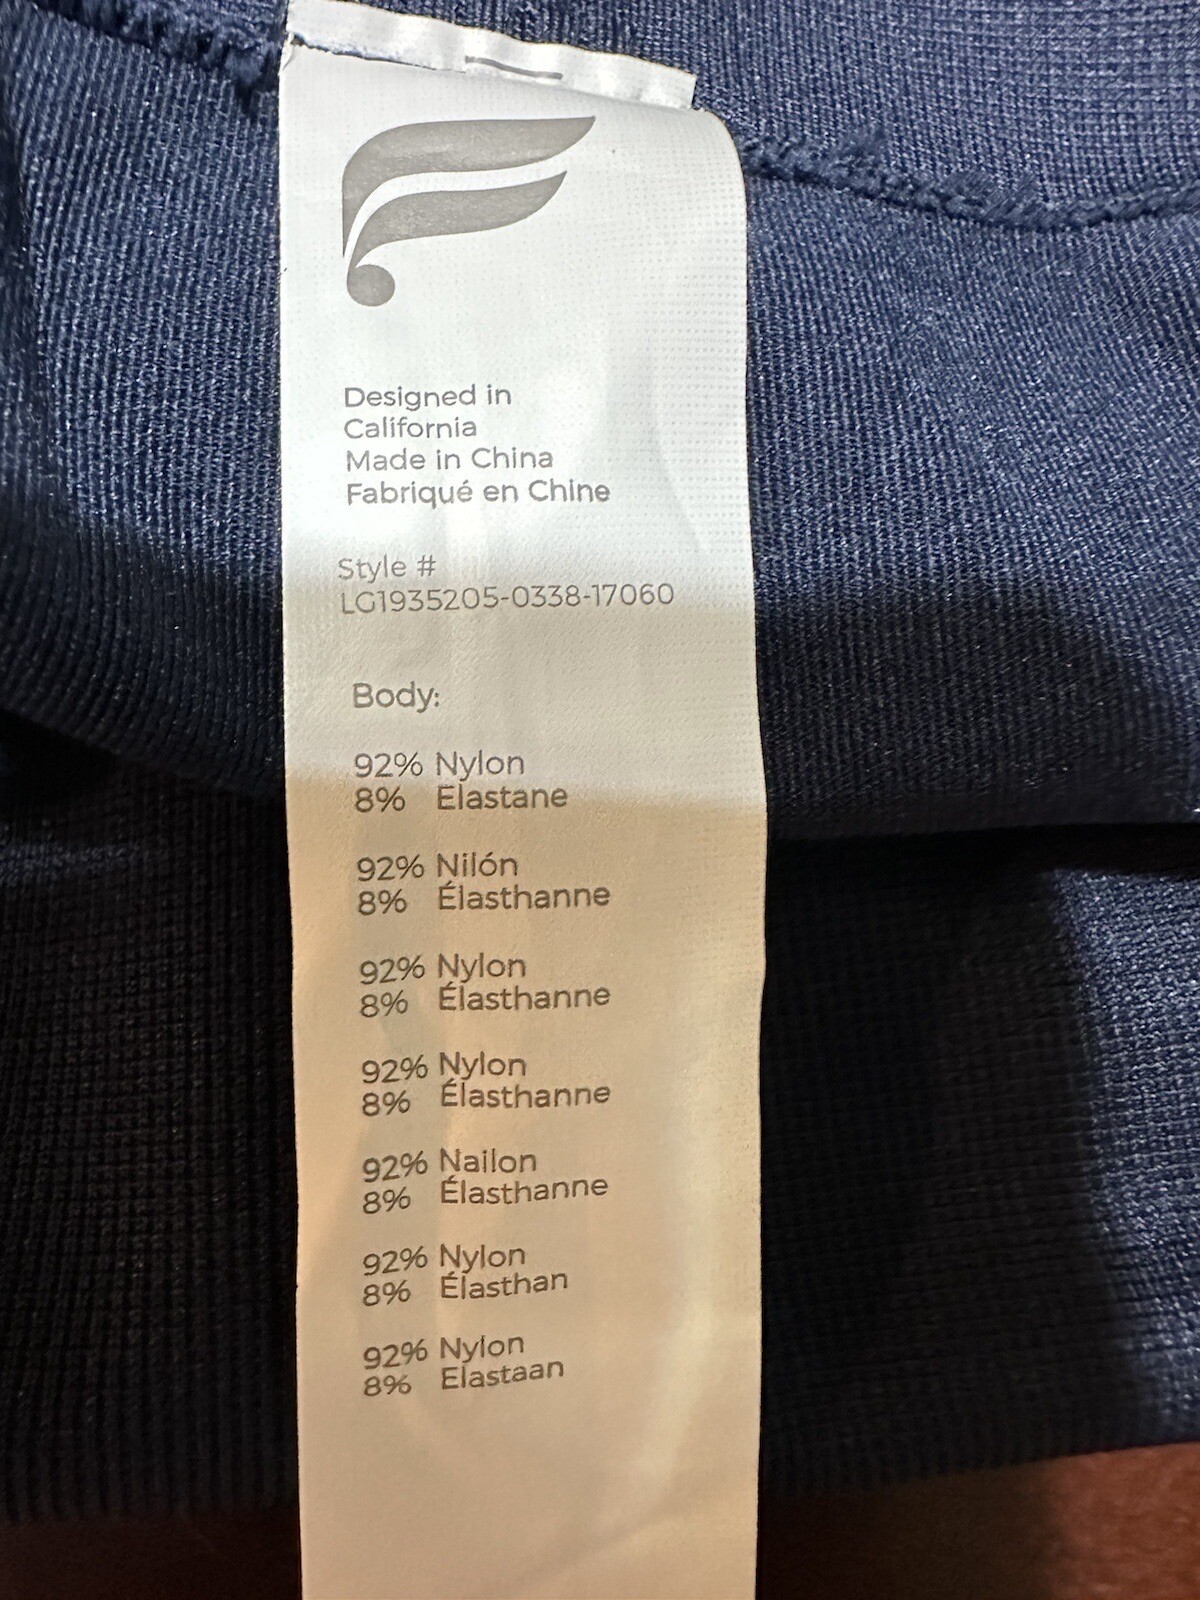 Designed in
California
Made in China
Fabriqué en Chine
Style #
LG1935205-0338-17060
Body:
92% Nylon
8% Elastane
92% Nilón
8% Élasthanne
92% Nylon
8% Élasthanne
92% Nylon
8% Élasthanne
92% Nailon
8% Élasthanne
92% Nylon
8% Élasthan
92% Nylon
8% Elastaan